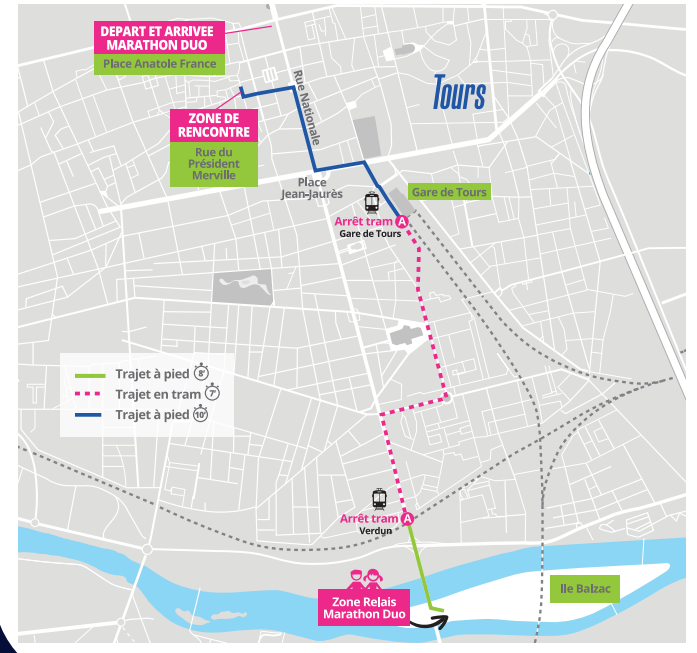 DEPART ET ARRIVEE
MARATHON DUO
Place Anatole France
Tours
Rue Nationale
ZONE DE
RENCONTRE
Rue du
Président
Merville
Place
Jean-Jaurès
Gare de Tours
Arrêt tram A
Gare de Tours
Trajet à pied 8'
Trajet en tram 7'
Trajet à pied 10'
Arrêt tram A
Verdun
Ile Balzac
Zone Relais
Marathon Duo